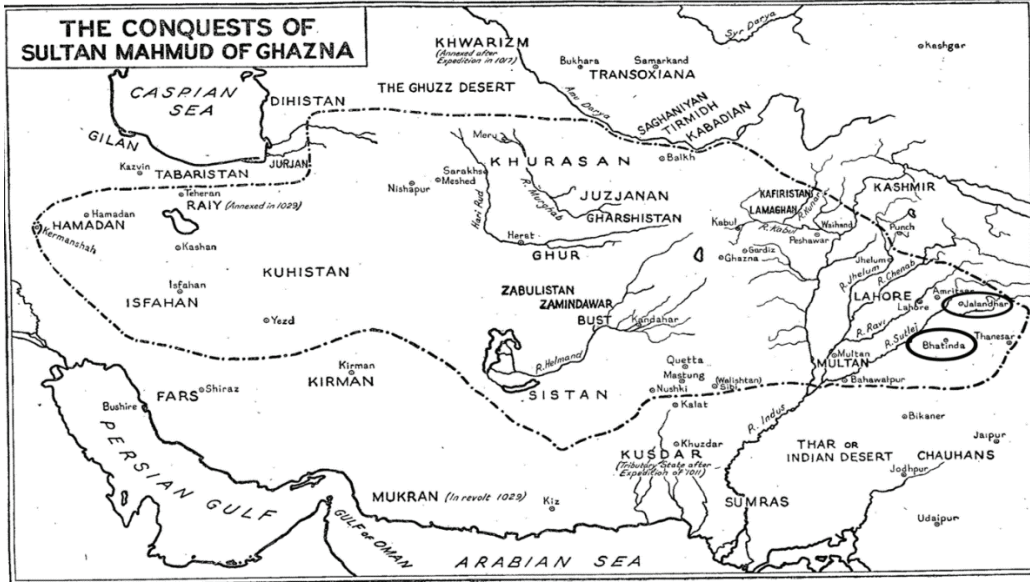 THE CONQUESTS OF
SULTAN MAHMUD OF GHAZNA
KHWARIZM
(Annexed after
Expedition in 1017)
Syr Darya
Kashgar
Bukhara
Samarkand
TRANSOXIANA
CASPIAN
SEA
DIHISTAN
THE GHUZZ DESERT
Amu Darya
SAGHANIYAN
TIRMIDH
KABADIAN
GILAN
JURJAN
Kazvin
TABARISTAN
Merv
KHURASAN
Balkh
Sarakhs
Meshed
Nishapur
R. Murghab
JUZJANAN
GHARSHISTAN
Hari Rud
Herat
GHUR
KAFIRISTAN
LAMAGHAN
R. Kunar
KASHMIR
Kabul
R. Kabul
Waihand
Peshawar
Punch
Gardiz
Ghazna
Teheran
RAIY (Annexed in 1029)
Hamadan
HAMADAN
Kermanshah
Kashan
KUHISTAN
Isfahan
ISFAHAN
Yezd
ZABULISTAN
ZAMINDAWAR
BUST
Kandahar
R. Helmand
Jhelum
R. Jhelum
R. Chenab
LAHORE
Lahore
Amritsar
Jalandhar
R. Ravi
R. Sutlej
Bhatinda
Thanesar
Multan
MULTAN
Bahawalpur
Kirman
KIRMAN
Shiraz
FARS
Bushire
SISTAN
Quetta
Mastung
(Walishtan)
Sibi
Nushki
Kalat
R. Indus
Bikaner
Jaipur
THAR OR
INDIAN DESERT
CHAUHANS
Jodhpur
Khuzdar
KUSDAR
(Tributary State after
Expedition of 1011)
PERSIAN GULF
MUKRAN (In revolt 1029)
Kiz
SUMRAS
Udaipur
GULF OF OMAN
ARABIAN SEA